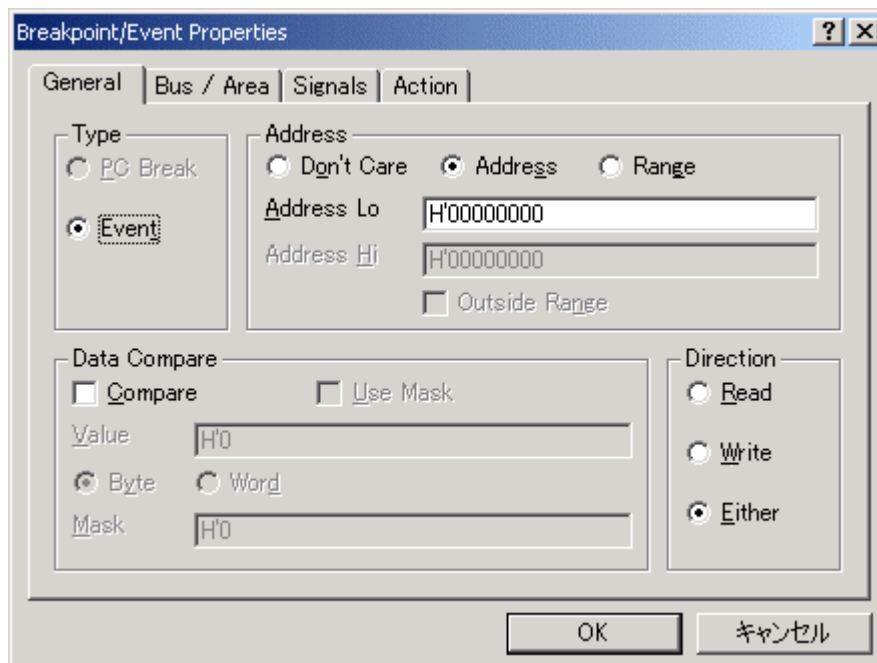 Breakpoint/Event Properties
General Bus / Area Signals Action
Type
PC Break
Event
Address
Don't Care Address Range
Address Lo H'00000000
Address Hi H'00000000
Outside Range
Data Compare
Compare Use Mask
Value H'0
Byte Word
Mask H'0
Direction
Read
Write
Either
OK キャンセル